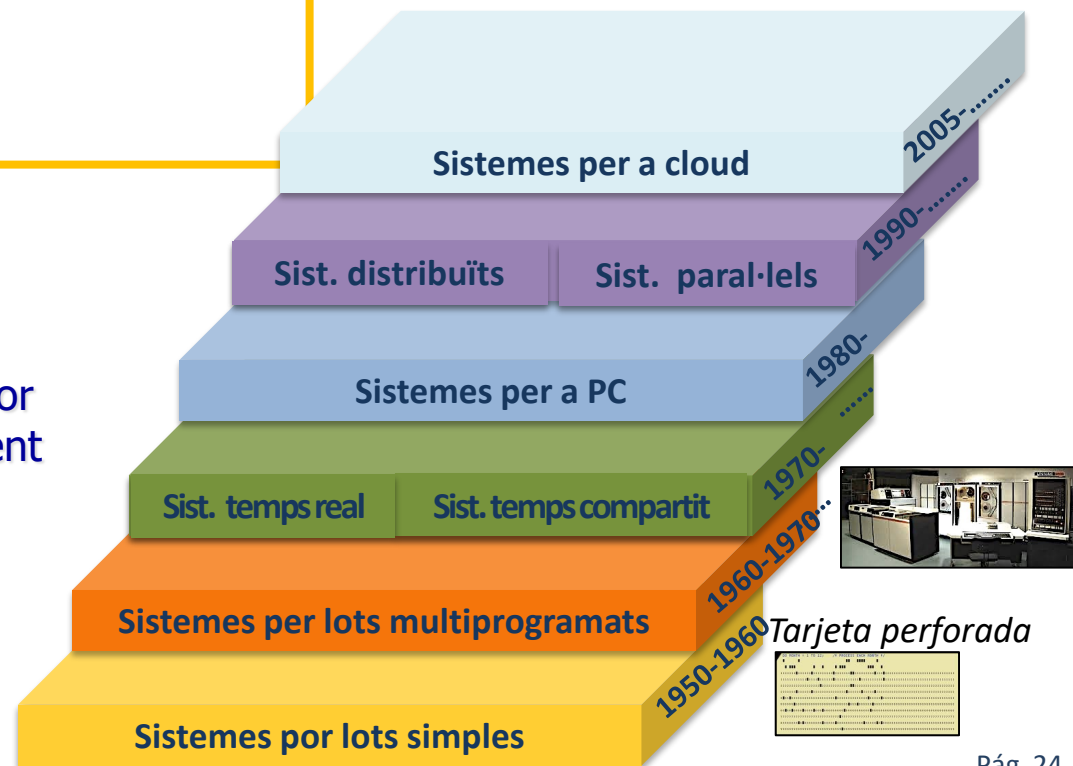 Sistemes per a cloud
2005-.......
Sist. distribuïts
Sist. paral·lels
1990-.......
or
ent
Sistemes per a PC
1980-
......
Sist. temps real
Sist. temps compartit
1970-
Sistemes per lots multiprogramats
1960-1970...
Tarjeta perforada
Sistemes por lots simples
1950-1960
Pág. 24